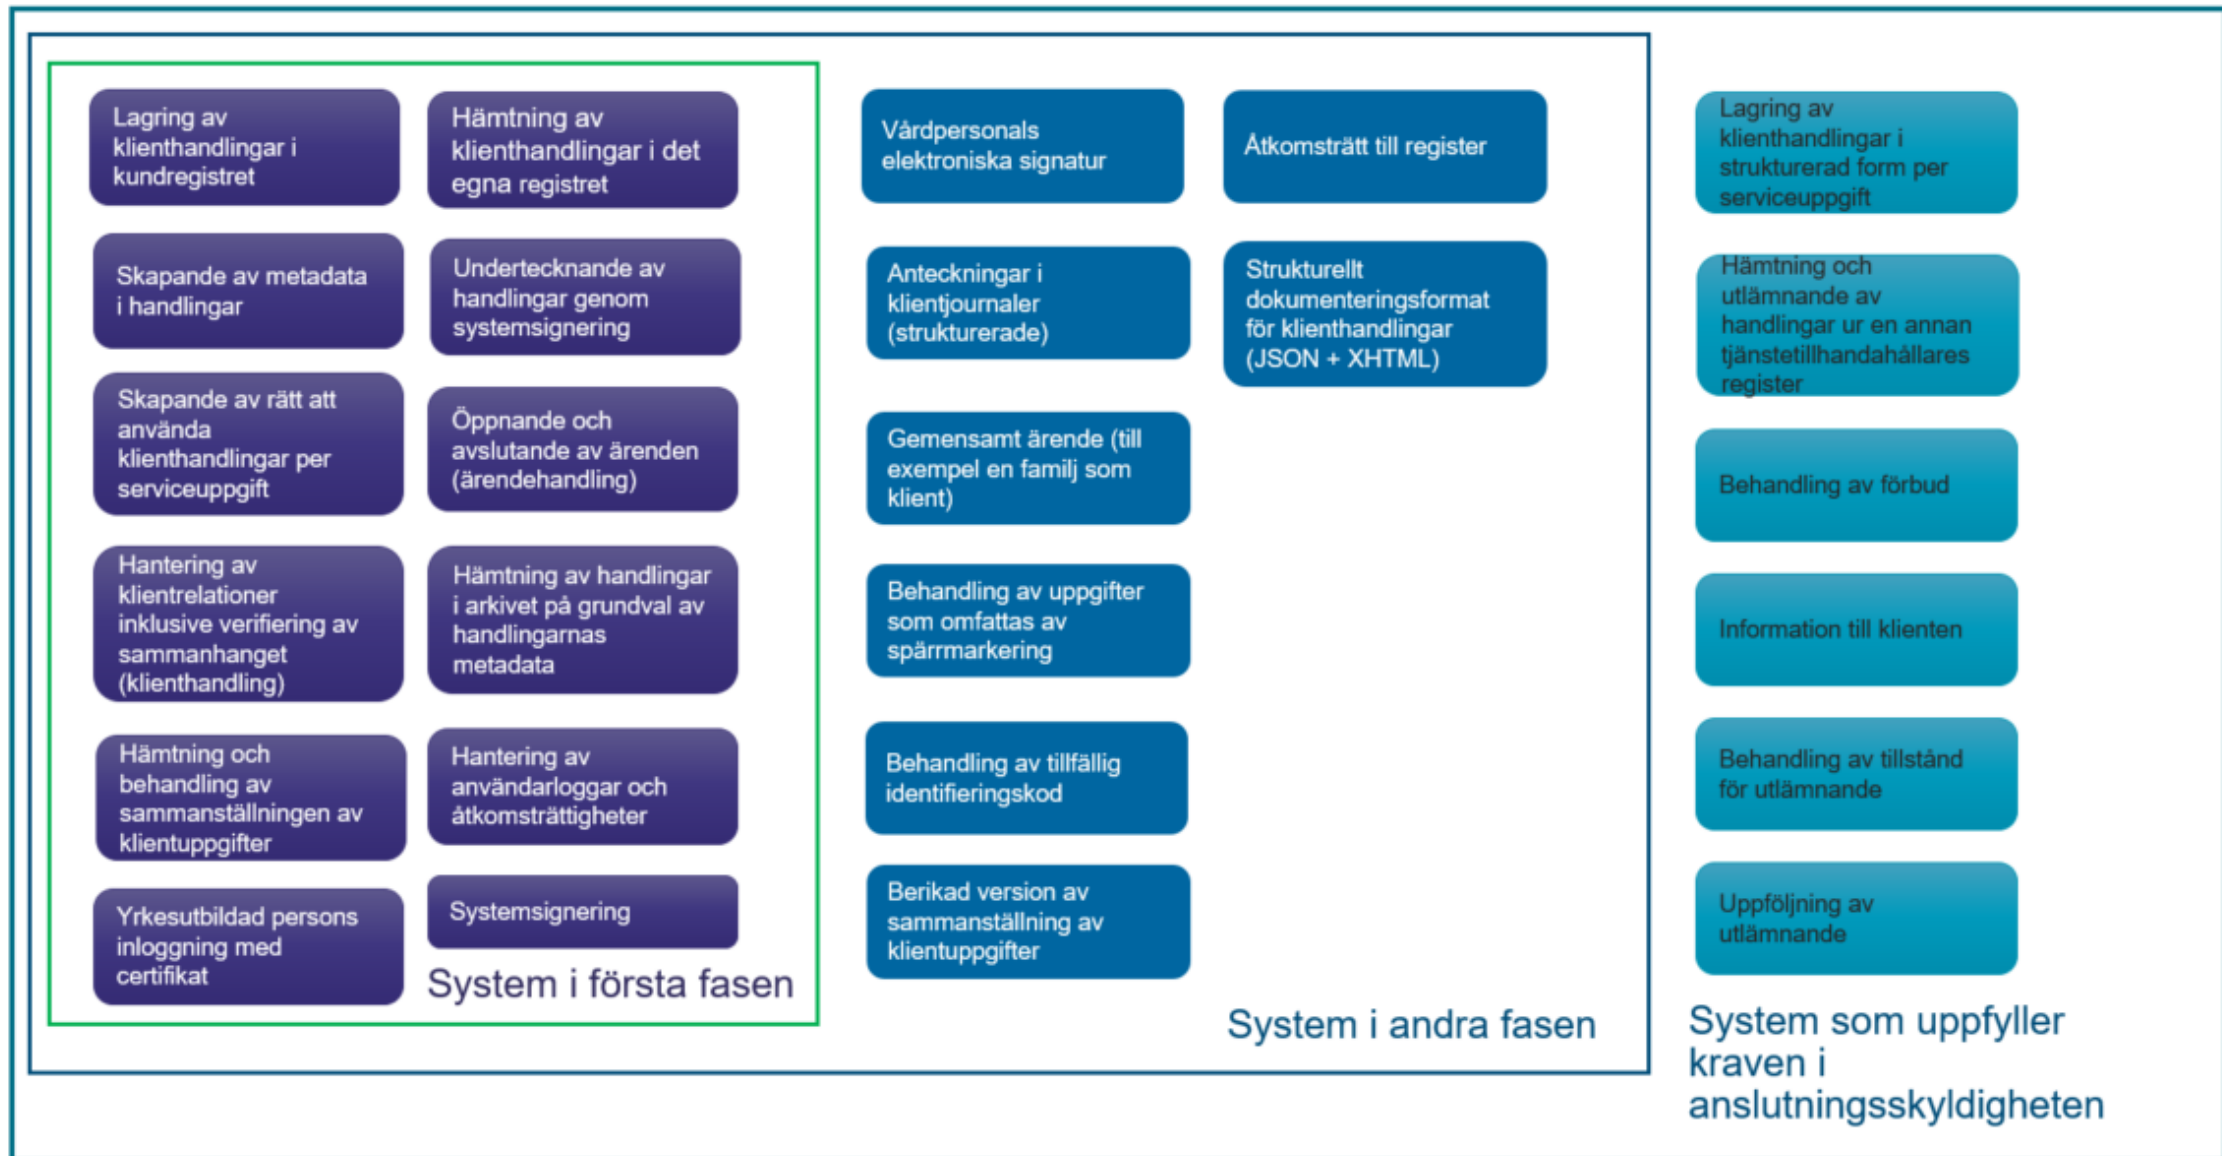 Lagring av
klienthandlingar i
kundregistret
Skapande av metadata
i handlingar
Skapande av rätt att
använda
klienthandlingar per
serviceuppgift
Hantering av
klientrelationer
inklusive verifiering av
sammanhanget
(klienthandling)
Hämtning och
behandling av
sammanställningen av
klientuppgifter
Yrkesutbildad persons
inloggning med
certifikat
Hämtning av
klienthandlingar i det
egna registret
Undertecknande av
handlingar genom
systemsignering
Öppnande och
avslutande av ärenden
(ärendehandling)
Hämtning av handlingar
i arkivet på grundval av
handlingarnas
metadata
Hantering av
användarloggar och
åtkomsträttigheter
Systemsignering
System i första fasen
Vårdpersonals
elektroniska signatur
Anteckningar i
klientjournaler
(strukturerade)
Gemensamt ärende (till
exempel en familj som
klient)
Behandling av uppgifter
som omfattas av
spärrmarkering
Behandling av tillfällig
identifieringskod
Berikad version av
sammanställning av
klientuppgifter
Åtkomsträtt till register
Strukturellt
dokumenteringsformat
för klienthandlingar
(JSON + XHTML)
System i andra fasen
Lagring av
klienthandlingar i
strukturerad form per
serviceuppgift
Hämtning och
utlämnande av
handlingar ur en annan
tjänstetillhandahållares
register
Behandling av förbud
Information till klienten
Behandling av tillstånd
för utlämnande
Uppföljning av
utlämnande
System som uppfyller
kraven i
anslutningsskyldigheten